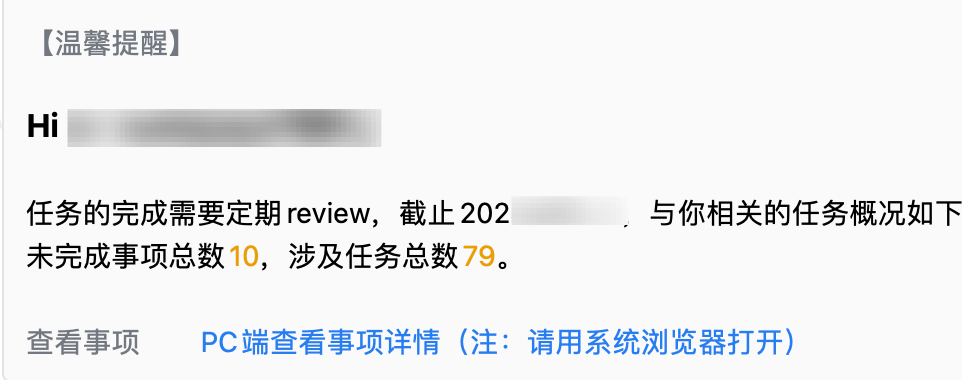 【温馨提醒】
Hi
任务的完成需要定期review，截止202 ，与你相关的任务概况如下
未完成事项总数10，涉及任务总数79。
查看事项 PC端查看事项详情（注：请用系统浏览器打开）